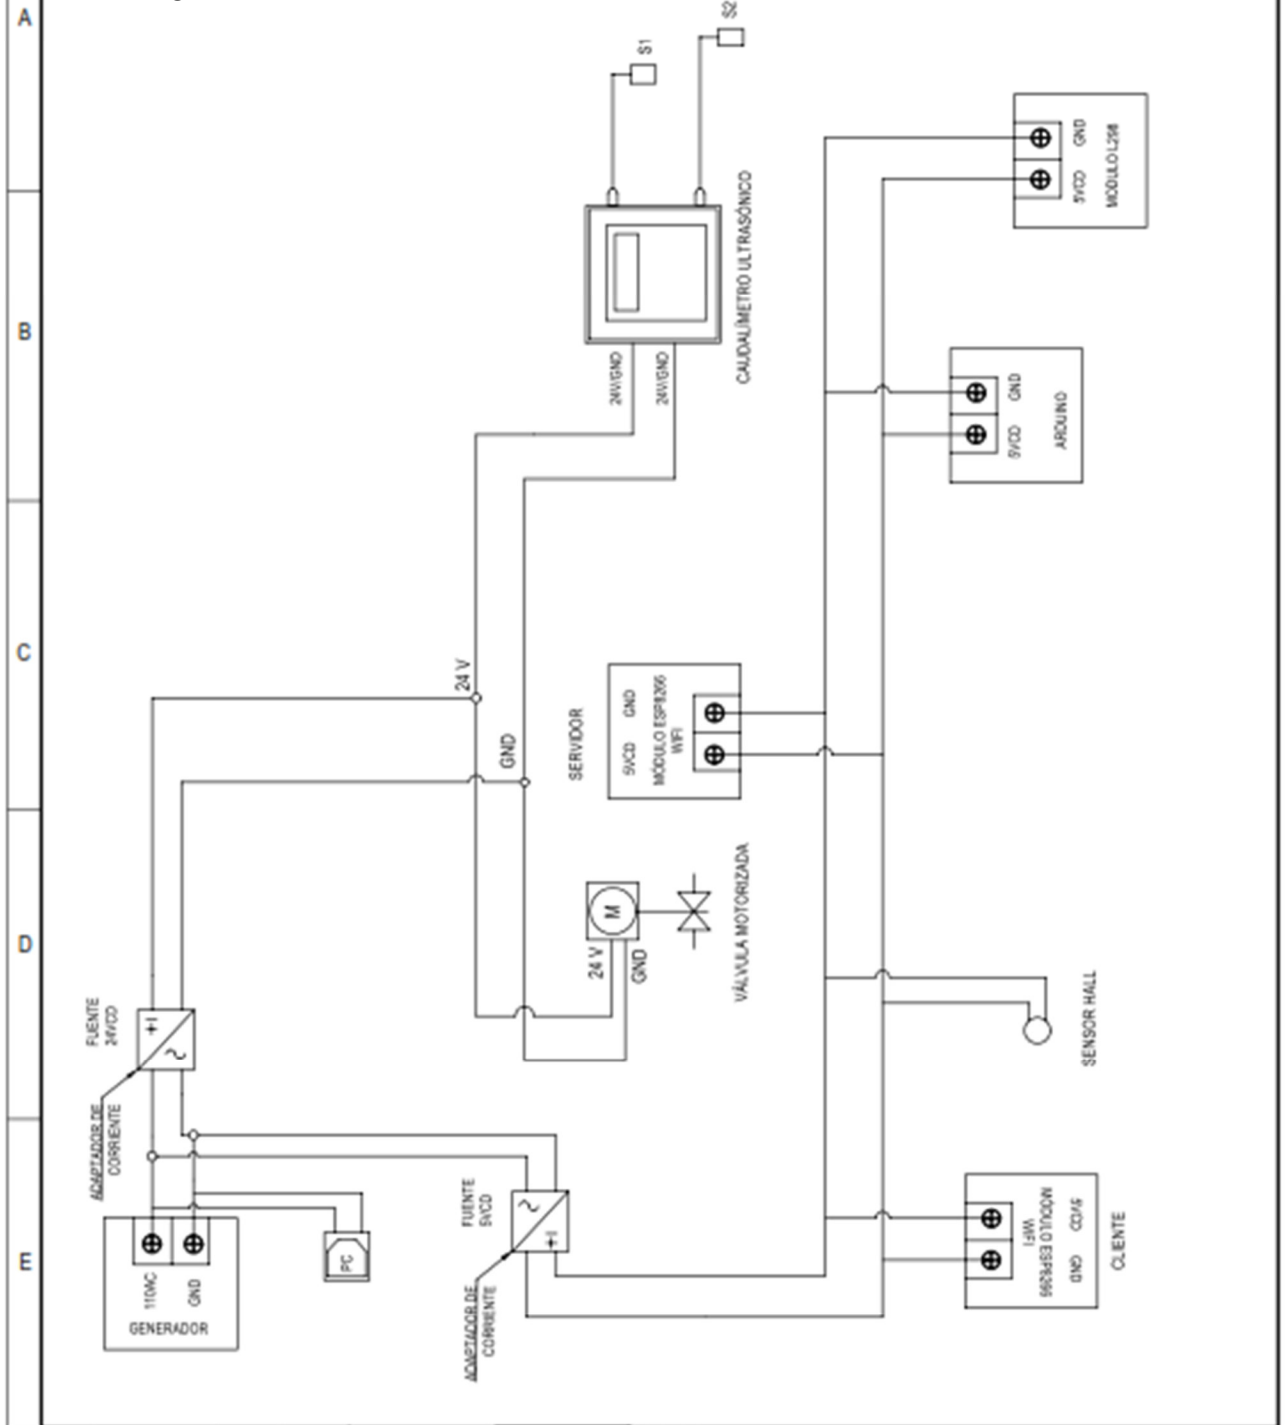 A
B
C
D
E
S1
S2
GND
5VCD
MODULO L298
CAUDALÍMETRO ULTRASÓNICO
24V/GND
24V/GND
GND
5VCD
ARDUINO
24 V
GND
SERVIDOR
5VCD GND
MÓDULO ESP8266
WIFI
M
24 V
GND
VÁLVULA MOTORIZADA
FUENTE
24VCD
ADAPTADOR DE
CORRIENTE
SENSOR HALL
FUENTE
5VCD
ADAPTADOR DE
CORRIENTE
PC
110AC
GND
GENERADOR
5VCD
GND
MÓDULO ESP8266
WIFI
CLIENTE